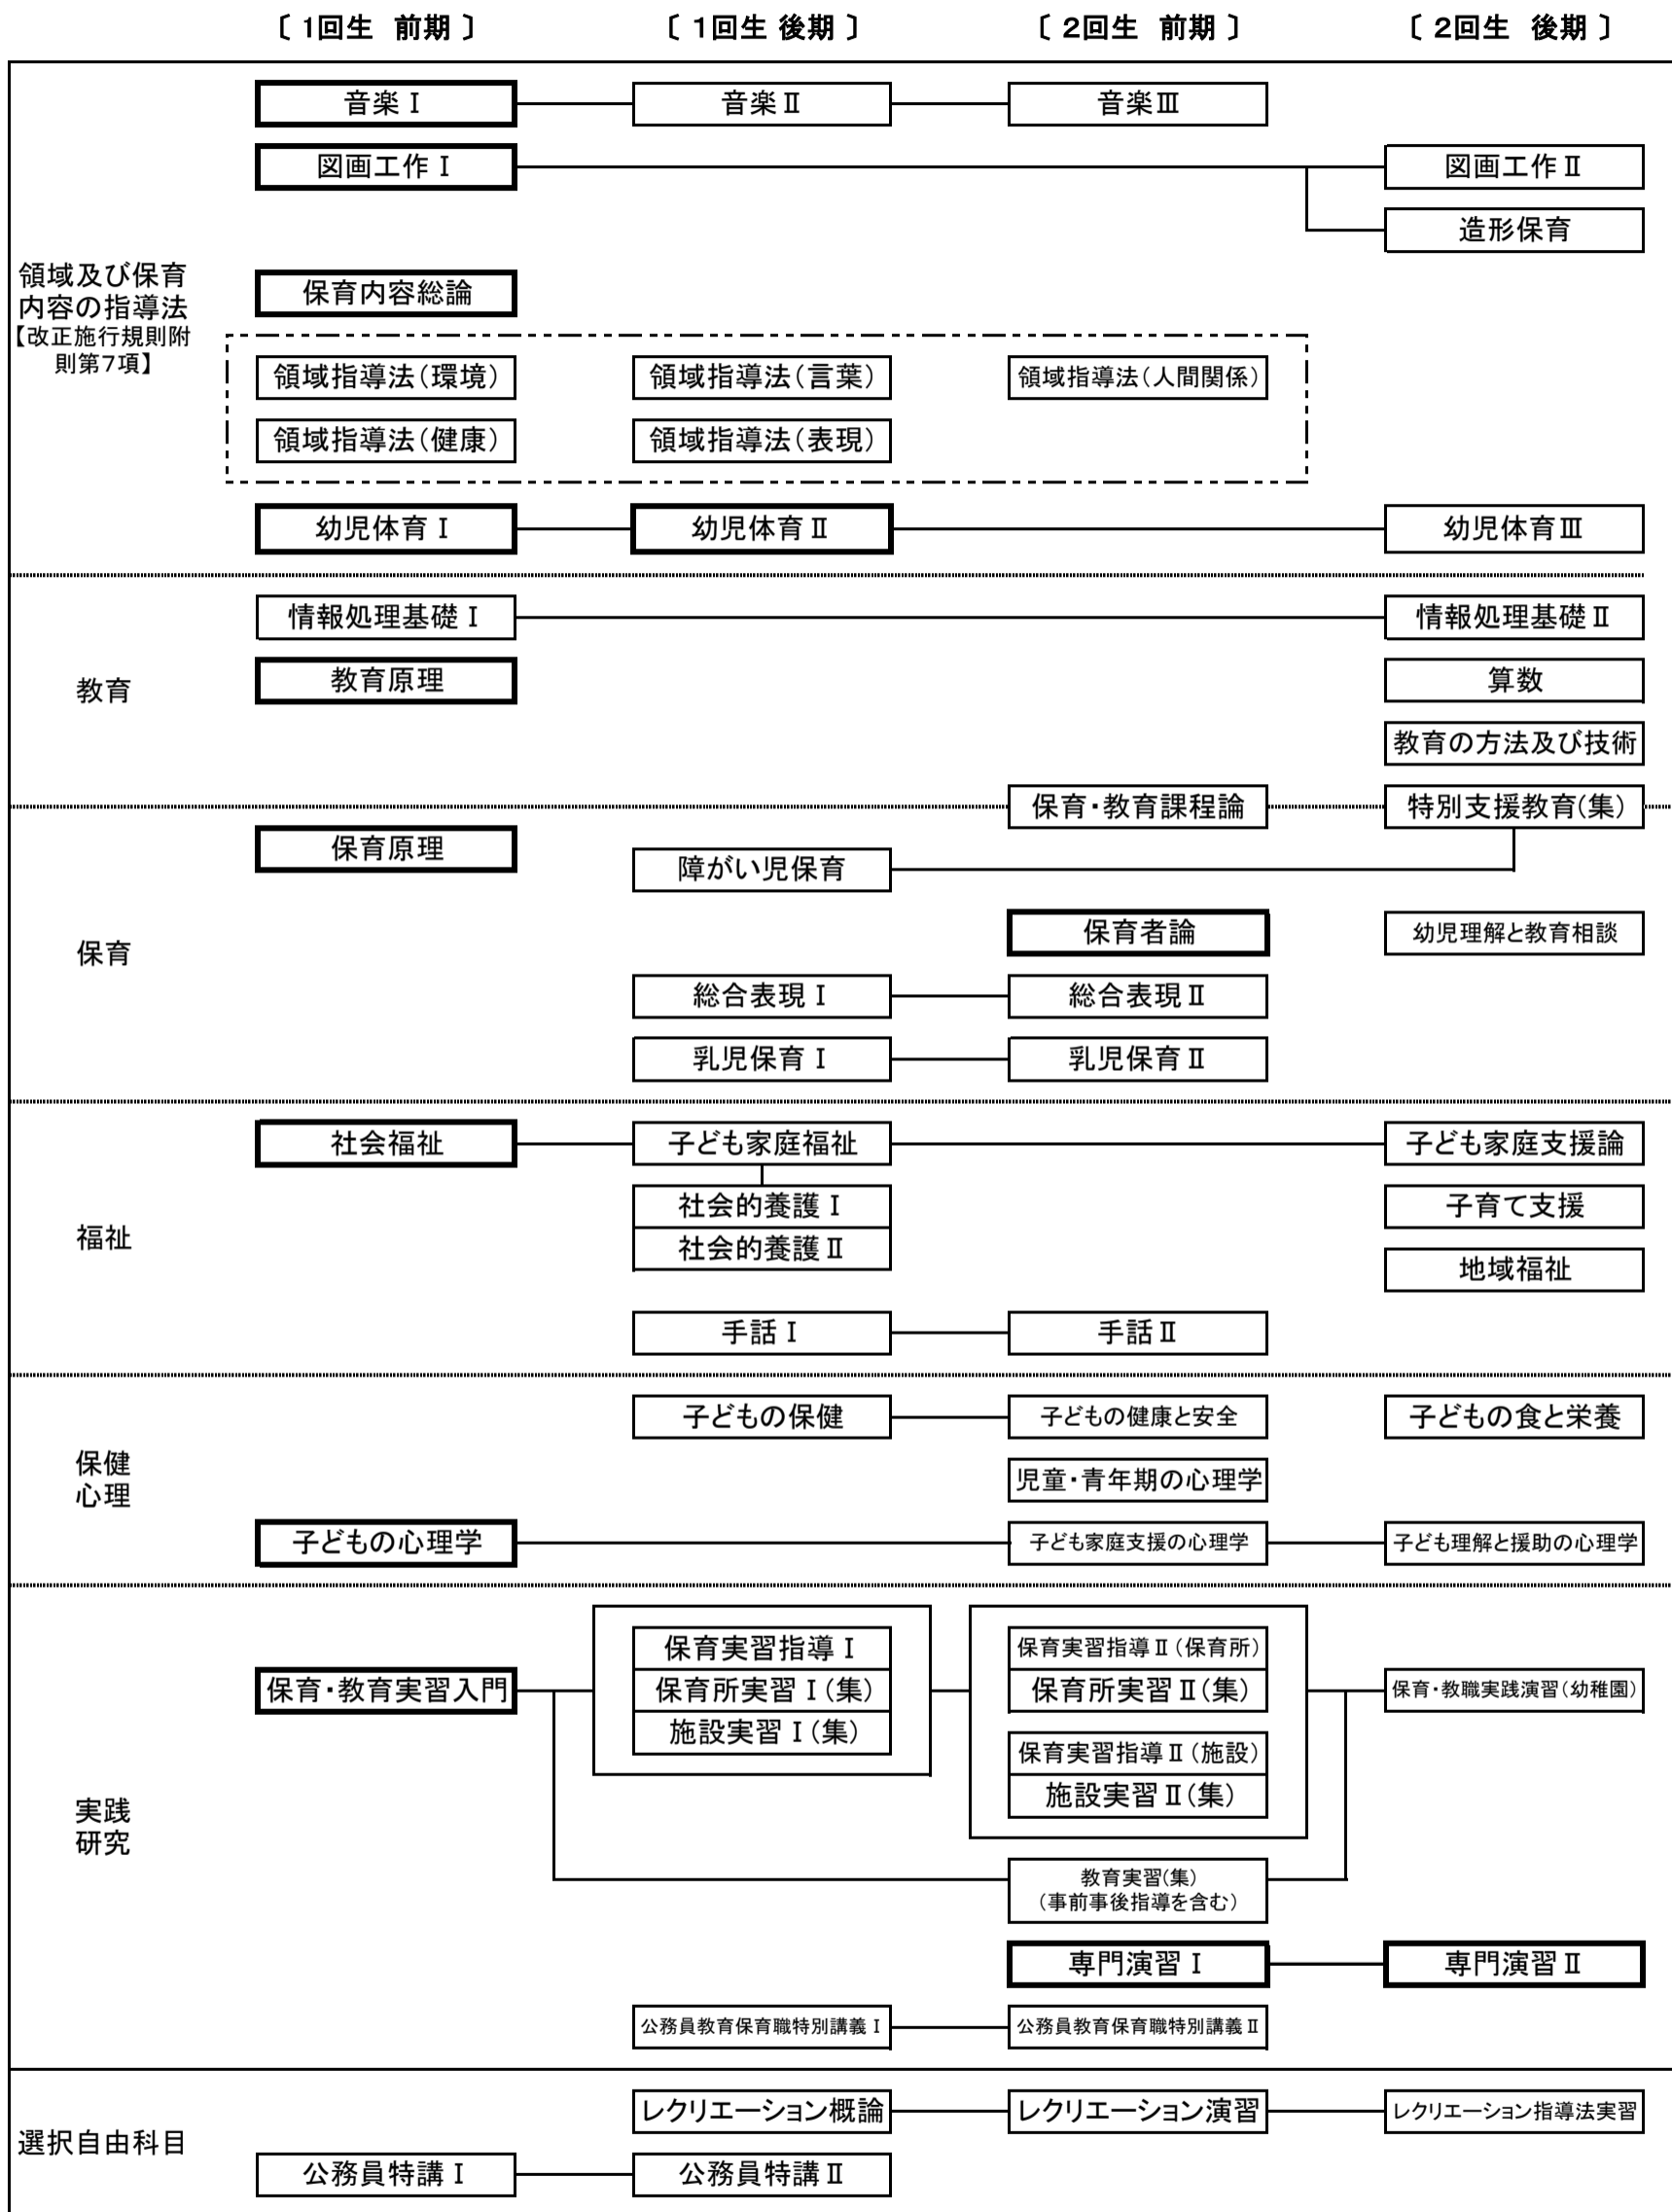 〔 1回生 前期 〕
〔 1回生 後期 〕
〔 2回生 前期 〕
〔 2回生 後期 〕
領域及び保育
内容の指導法
【改正施行規則附
則第7項】
音楽Ⅰ
音楽Ⅱ
音楽Ⅲ
図画工作Ⅰ
図画工作Ⅱ
造形保育
保育内容総論
領域指導法(環境)
領域指導法(言葉)
領域指導法(人間関係)
領域指導法(健康)
領域指導法(表現)
幼児体育Ⅰ
幼児体育Ⅱ
幼児体育Ⅲ
教育
情報処理基礎Ⅰ
情報処理基礎Ⅱ
教育原理
算数
教育の方法及び技術
保育・教育課程論
特別支援教育(集)
保育
保育原理
障がい児保育
保育者論
幼児理解と教育相談
総合表現Ⅰ
総合表現Ⅱ
乳児保育Ⅰ
乳児保育Ⅱ
福祉
社会福祉
子ども家庭福祉
子ども家庭支援論
社会的養護Ⅰ
子育て支援
社会的養護Ⅱ
地域福祉
手話Ⅰ
手話Ⅱ
保健
心理
子どもの保健
子どもの健康と安全
子どもの食と栄養
児童・青年期の心理学
子どもの心理学
子ども家庭支援の心理学
子ども理解と援助の心理学
実践
研究
保育・教育実習入門
保育実習指導Ⅰ
保育所実習Ⅰ(集)
施設実習Ⅰ(集)
保育実習指導Ⅱ(保育所)
保育所実習Ⅱ(集)
保育実習指導Ⅱ(施設)
施設実習Ⅱ(集)
保育・教職実践演習(幼稚園)
教育実習(集)
(事前事後指導を含む)
専門演習Ⅰ
専門演習Ⅱ
公務員教育保育職特別講義Ⅰ
公務員教育保育職特別講義Ⅱ
選択自由科目
レクリエーション概論
レクリエーション演習
レクリエーション指導法実習
公務員特講Ⅰ
公務員特講Ⅱ